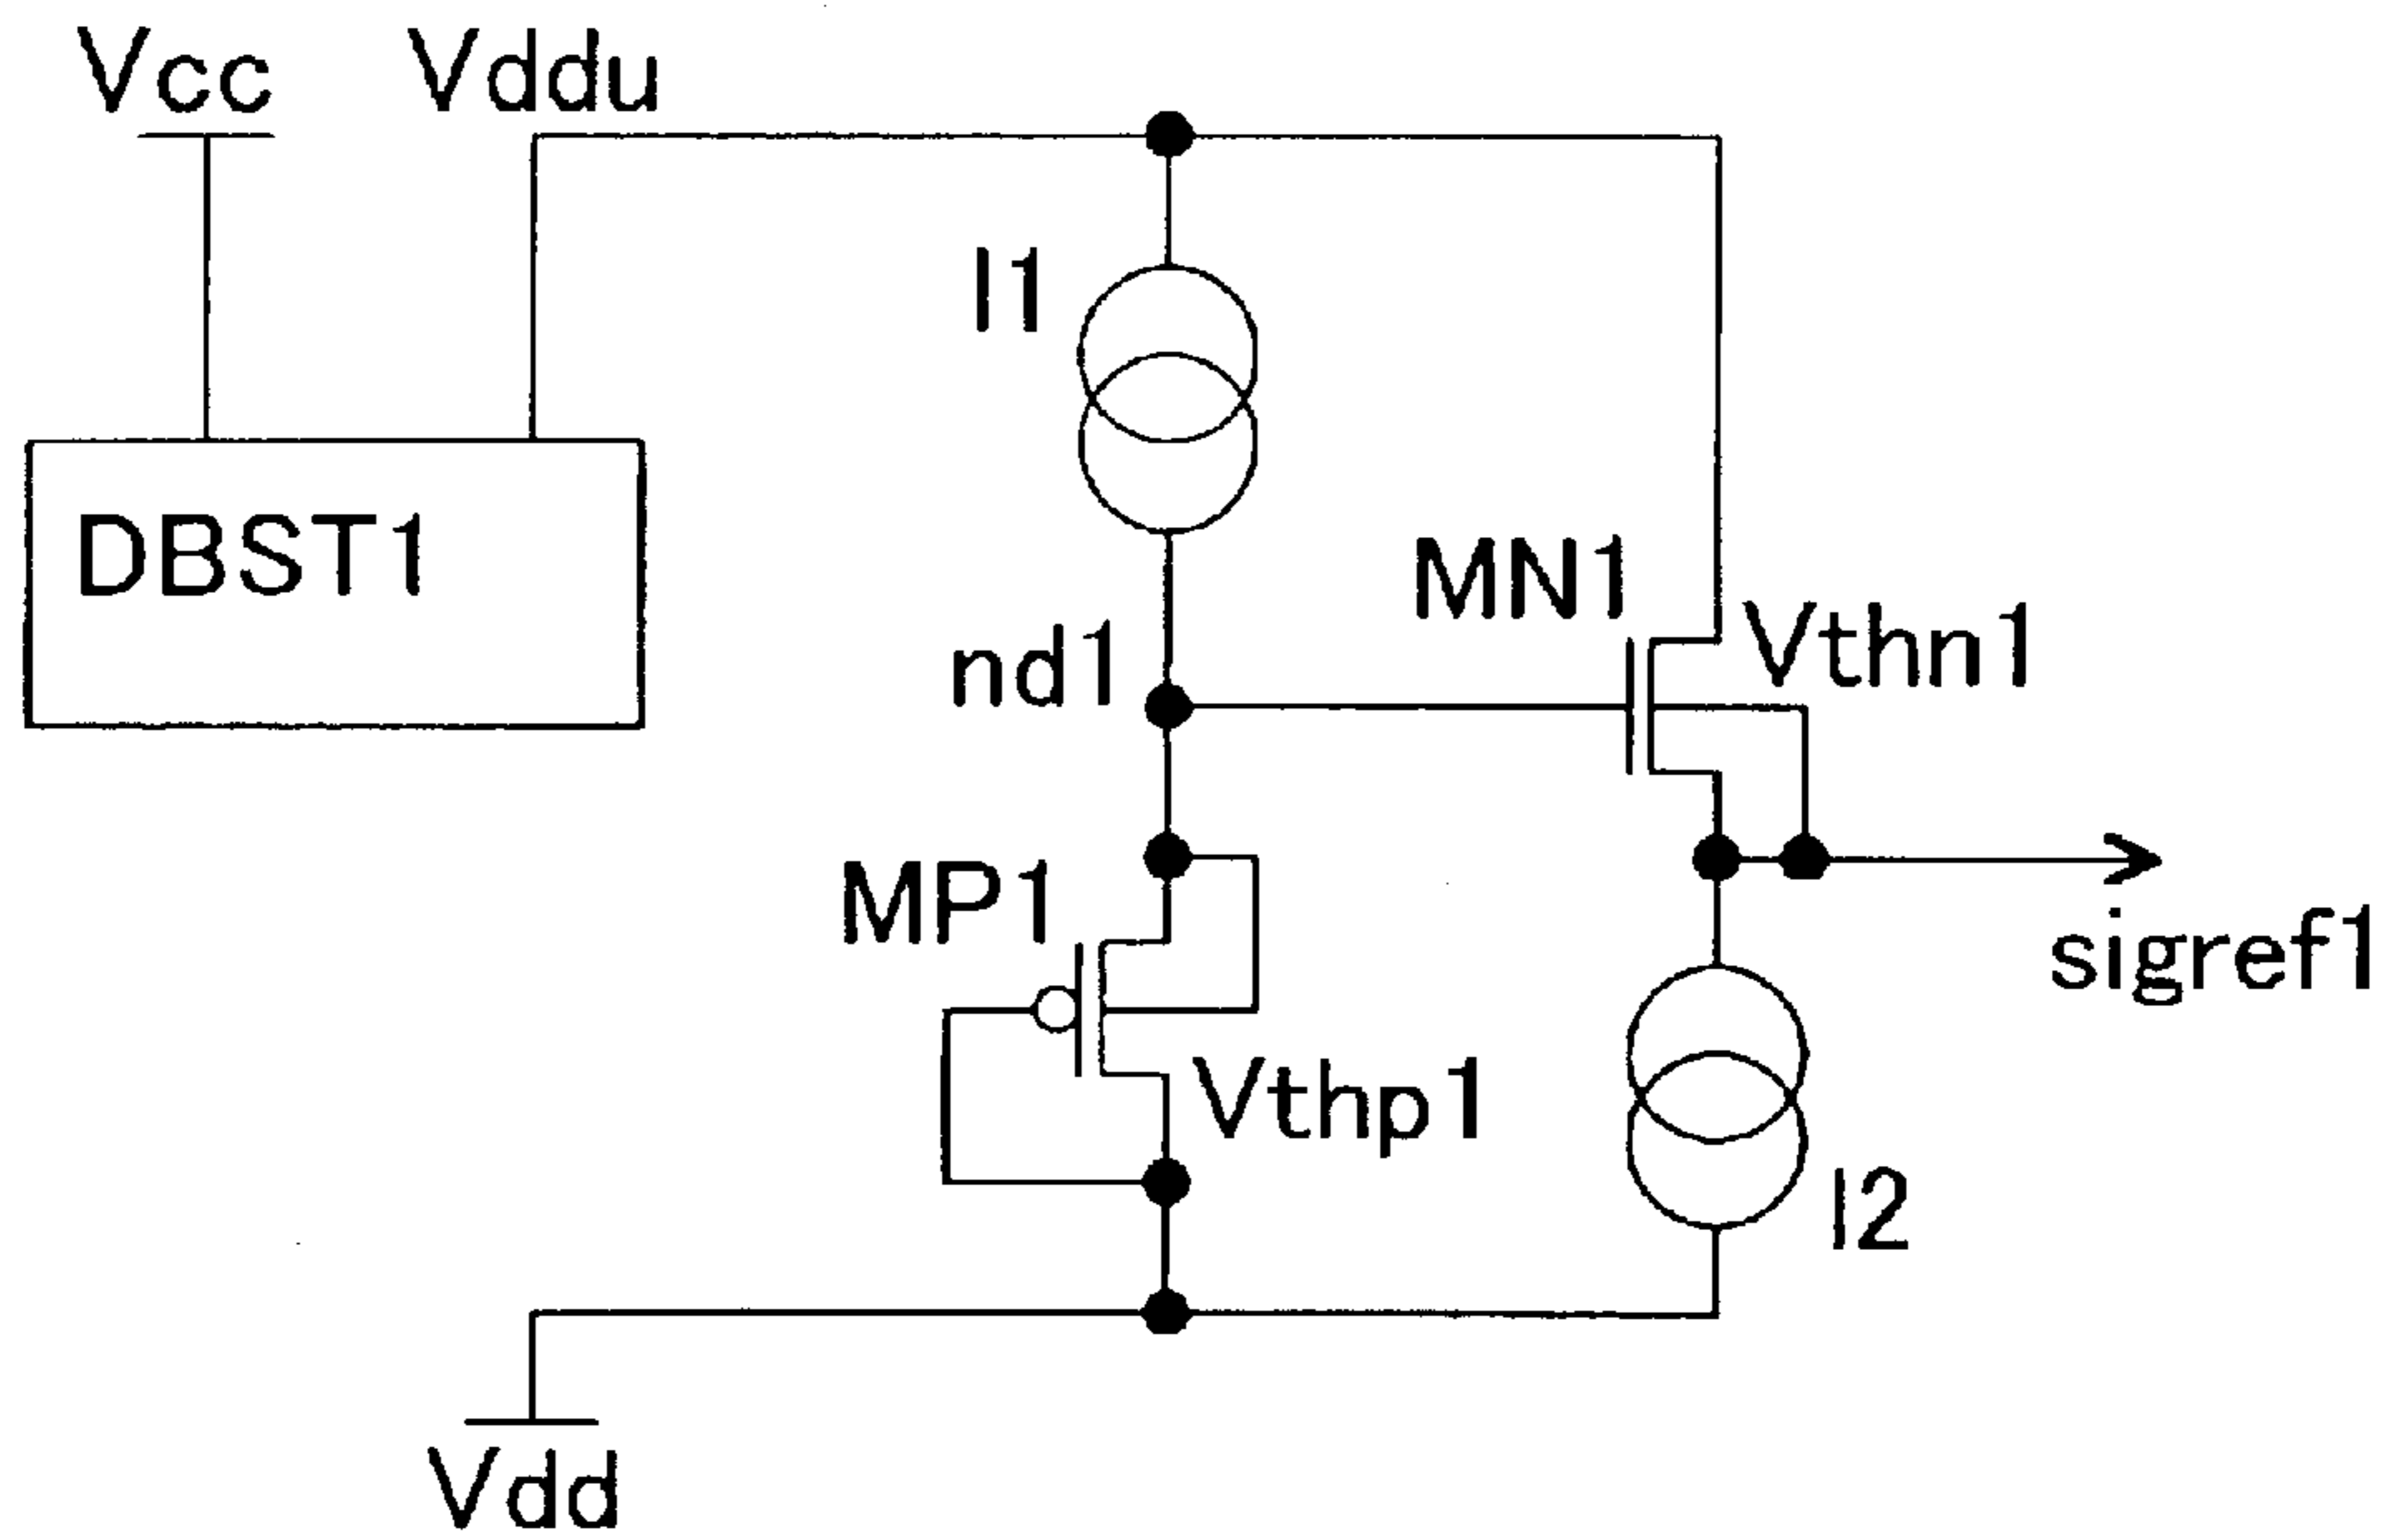 Vcc
Vddu
I1
DBST1
MN1
Vthn1
nd1
MP1
sigref1
Vthp1
I2
Vdd